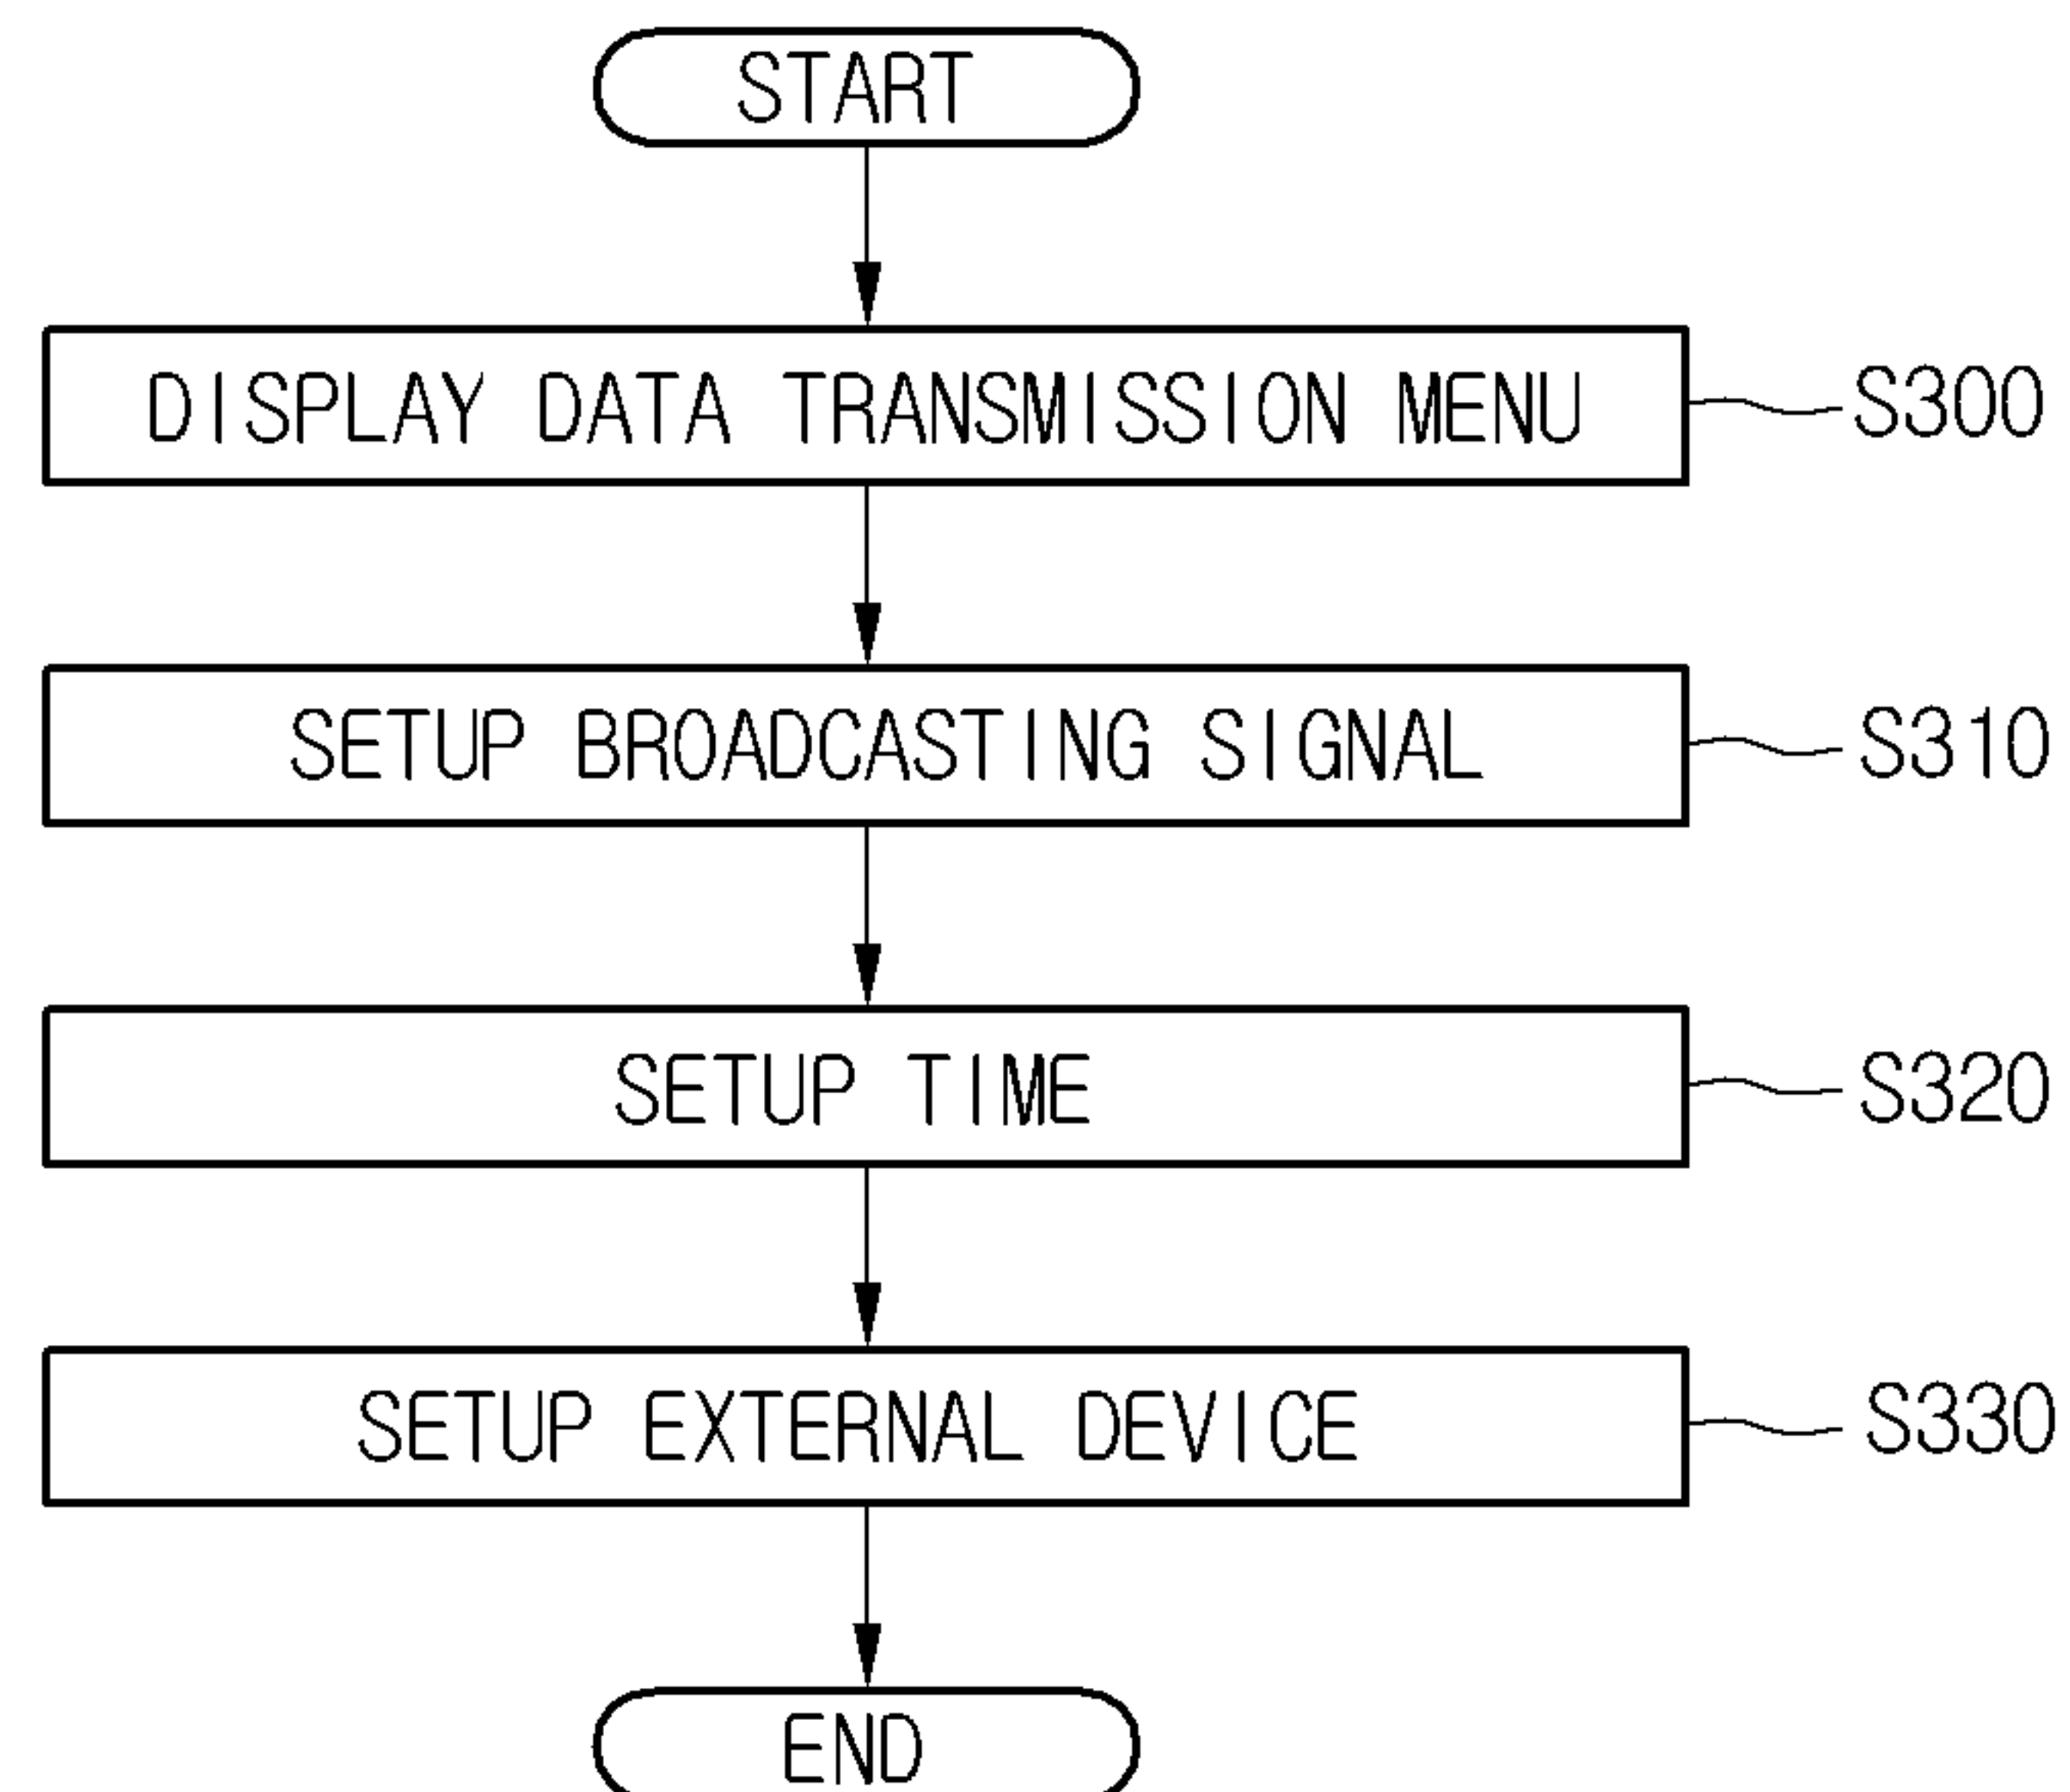 START
DISPLAY DATA TRANSMISSION MENU
S300
SETUP BROADCASTING SIGNAL
S310
SETUP TIME
S320
SETUP EXTERNAL DEVICE
S330
END